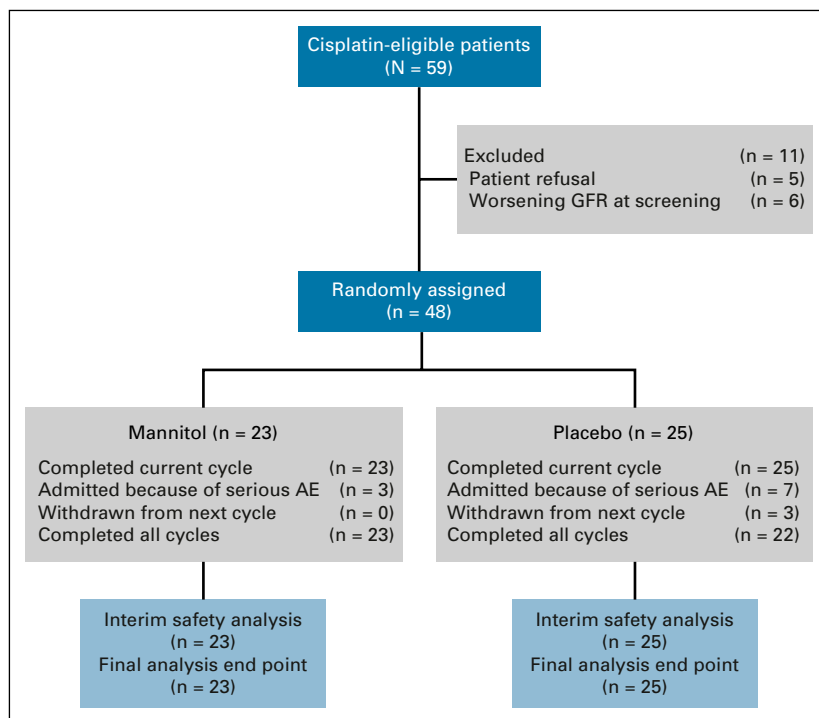 Cisplatin-eligible patients
(N = 59)
Excluded (n = 11)
Patient refusal (n = 5)
Worsening GFR at screening (n = 6)
Randomly assigned
(n = 48)
Mannitol (n = 23)
Completed current cycle (n = 23)
Admitted because of serious AE (n = 3)
Withdrawn from next cycle (n = 0)
Completed all cycles (n = 23)
Placebo (n = 25)
Completed current cycle (n = 25)
Admitted because of serious AE (n = 7)
Withdrawn from next cycle (n = 3)
Completed all cycles (n = 22)
Interim safety analysis
(n = 23)
Final analysis end point
(n = 23)
Interim safety analysis
(n = 25)
Final analysis end point
(n = 25)